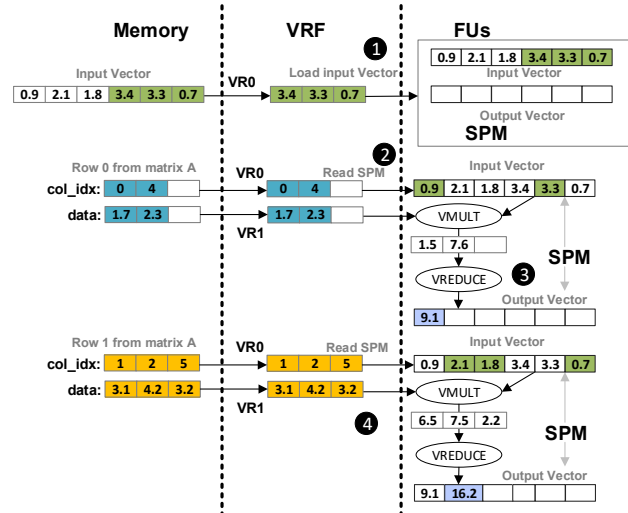 Memory VRF FUs
1
0.9 2.1 1.8 3.4 3.3 0.7
Input Vector VR0 Load input Vector Input Vector
0.9 2.1 1.8 3.4 3.3 0.7 3.4 3.3 0.7
Output Vector
SPM
2
Row 0 from matrix A VR0 Read SPM Input Vector
col_idx: 0 4 0 4 0.9 2.1 1.8 3.4 3.3 0.7
data: 1.7 2.3 1.7 2.3 VMULT
VR1
1.5 7.6
SPM
VREDUCE 3
Output Vector
9.1
Row 1 from matrix A VR0 Read SPM Input Vector
col_idx: 1 2 5 1 2 5 0.9 2.1 1.8 3.4 3.3 0.7
data: 3.1 4.2 3.2 3.1 4.2 3.2 VMULT
VR1
4 6.5 7.5 2.2
SPM
VREDUCE
Output Vector
9.1 16.2